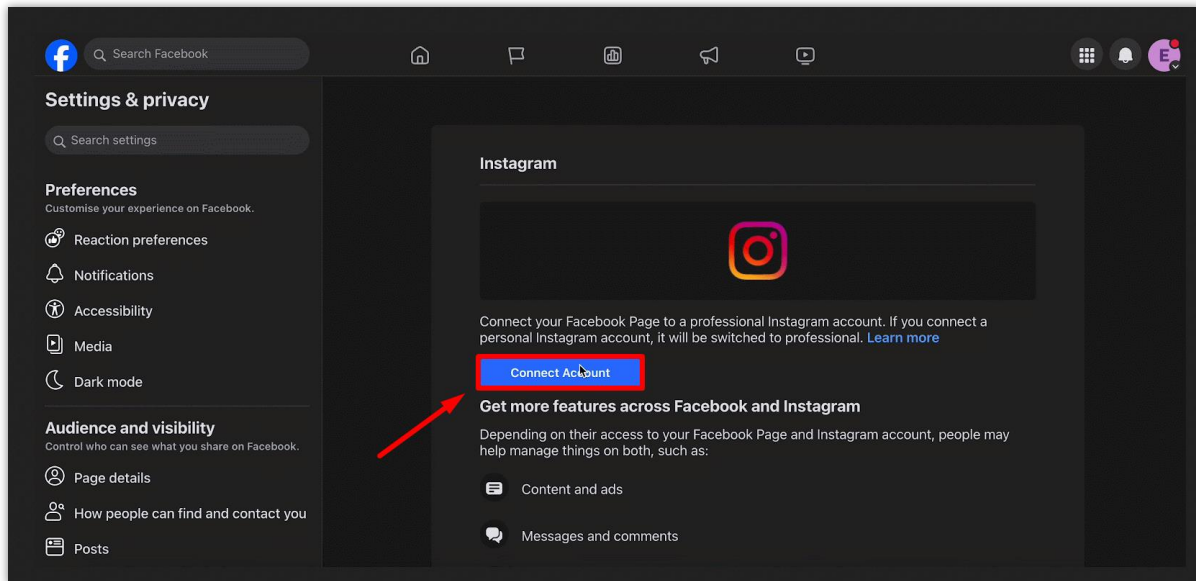 Search Facebook
E
Settings & privacy
Search settings
Preferences
Customise your experience on Facebook.
Reaction preferences
Notifications
Accessibility
Media
Dark mode
Audience and visibility
Control who can see what you share on Facebook.
Page details
How people can find and contact you
Posts
Instagram
Connect your Facebook Page to a professional Instagram account. If you connect a
personal Instagram account, it will be switched to professional. Learn more
Connect Account
Get more features across Facebook and Instagram
Depending on their access to your Facebook Page and Instagram account, people may
help manage things on both, such as:
Content and ads
Messages and comments